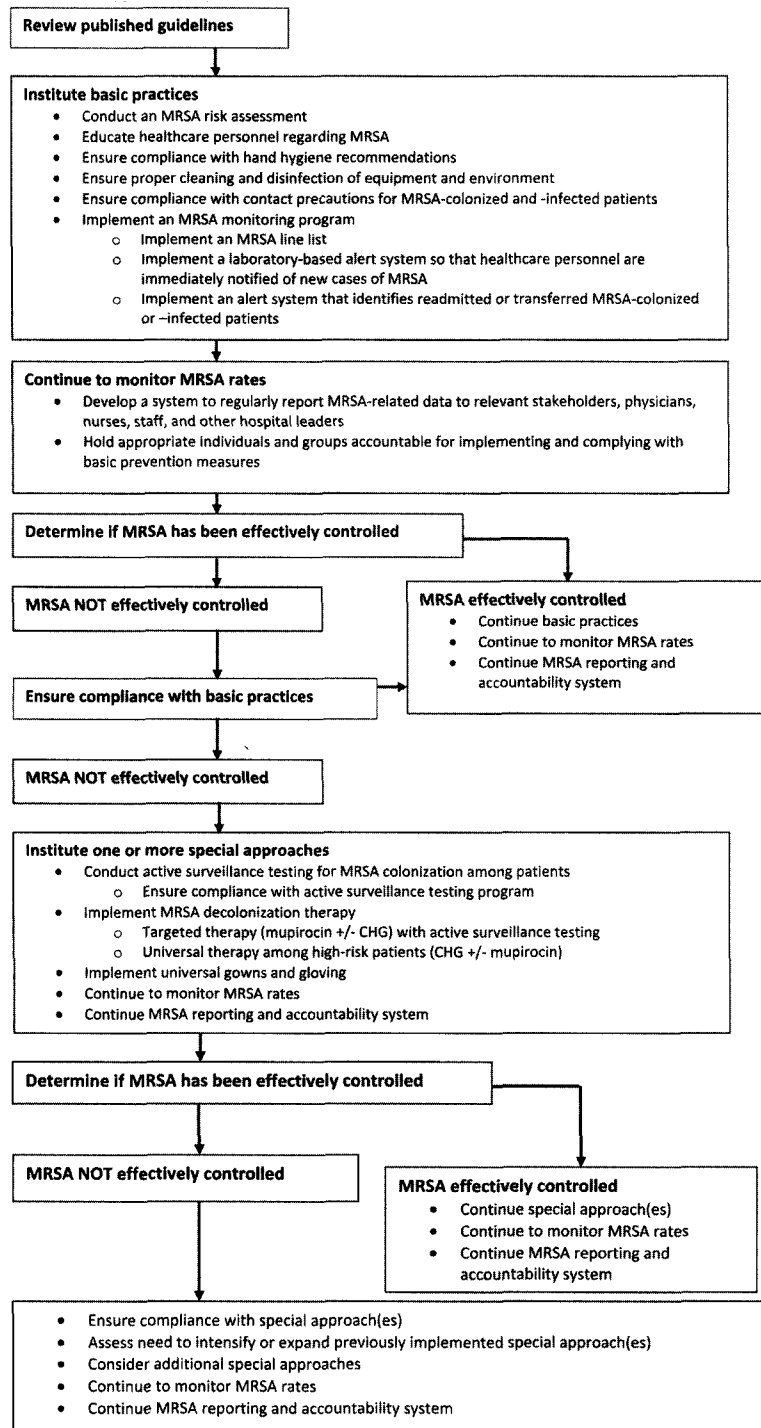 Review published guidelines
Institute basic practices
• Conduct an MRSA risk assessment
• Educate healthcare personnel regarding MRSA
• Ensure compliance with hand hygiene recommendations
• Ensure proper cleaning and disinfection of equipment and environment
• Ensure compliance with contact precautions for MRSA-colonized and -infected patients
• Implement an MRSA monitoring program
o Implement an MRSA line list
o Implement a laboratory-based alert system so that healthcare personnel are
immediately notified of new cases of MRSA
o Implement an alert system that identifies readmitted or transferred MRSA-colonized
or –infected patients
Continue to monitor MRSA rates
• Develop a system to regularly report MRSA-related data to relevant stakeholders, physicians,
nurses, staff, and other hospital leaders
• Hold appropriate individuals and groups accountable for implementing and complying with
basic prevention measures
Determine if MRSA has been effectively controlled
MRSA NOT effectively controlled
MRSA effectively controlled
• Continue basic practices
• Continue to monitor MRSA rates
• Continue MRSA reporting and
accountability system
Ensure compliance with basic practices
MRSA NOT effectively controlled
Institute one or more special approaches
• Conduct active surveillance testing for MRSA colonization among patients
o Ensure compliance with active surveillance testing program
• Implement MRSA decolonization therapy
o Targeted therapy (mupirocin +/- CHG) with active surveillance testing
o Universal therapy among high-risk patients (CHG +/- mupirocin)
• Implement universal gowns and gloving
• Continue to monitor MRSA rates
• Continue MRSA reporting and accountability system
Determine if MRSA has been effectively controlled
MRSA NOT effectively controlled
MRSA effectively controlled
• Continue special approach(es)
• Continue to monitor MRSA rates
• Continue MRSA reporting and
accountability system
• Ensure compliance with special approach(es)
• Assess need to intensify or expand previously implemented special approach(es)
• Consider additional special approaches
• Continue to monitor MRSA rates
• Continue MRSA reporting and accountability system